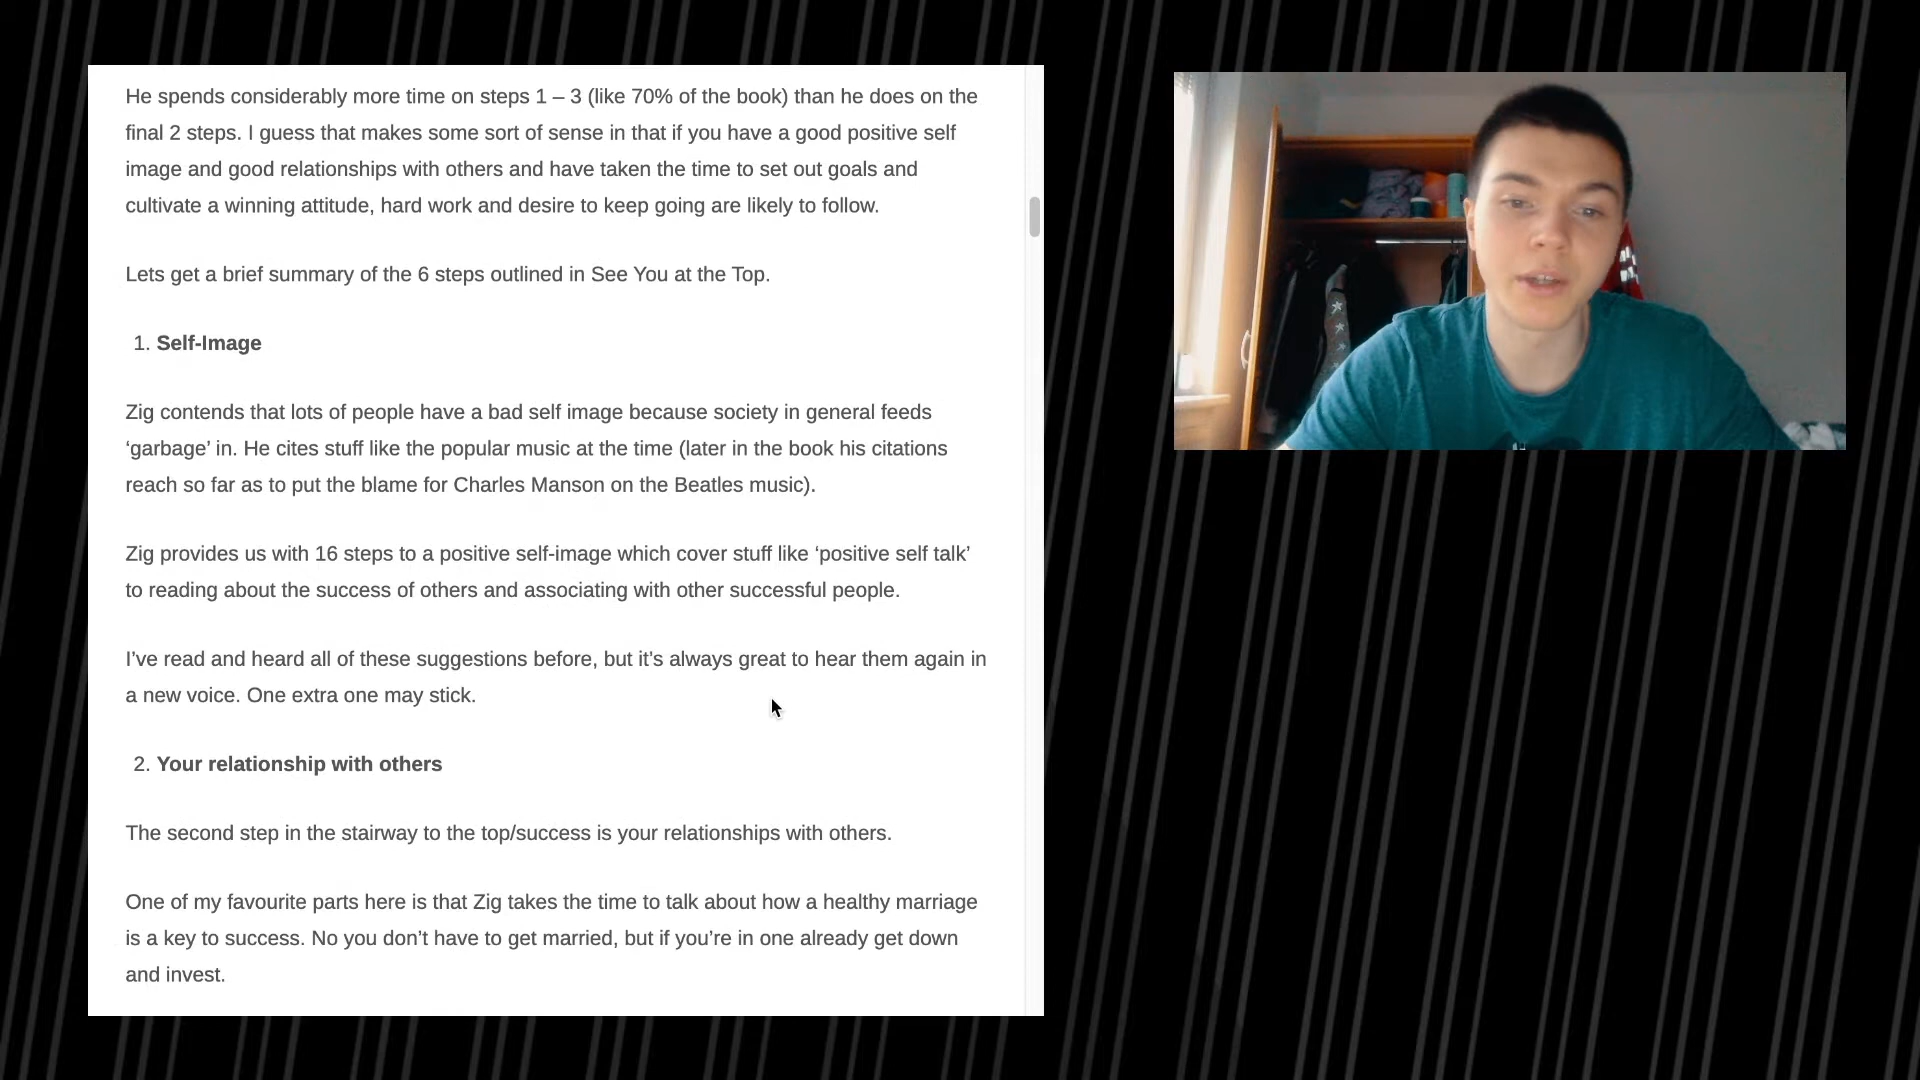 He spends considerably more time on steps 1 – 3 (like 70% of the book) than he does on the
final 2 steps. I guess that makes some sort of sense in that if you have a good positive self
image and good relationships with others and have taken the time to set out goals and
cultivate a winning attitude, hard work and desire to keep going are likely to follow.
Lets get a brief summary of the 6 steps outlined in See You at the Top.
1. Self-Image
Zig contends that lots of people have a bad self image because society in general feeds
‘garbage’ in. He cites stuff like the popular music at the time (later in the book his citations
reach so far as to put the blame for Charles Manson on the Beatles music).
Zig provides us with 16 steps to a positive self-image which cover stuff like ‘positive self talk’
to reading about the success of others and associating with other successful people.
I’ve read and heard all of these suggestions before, but it’s always great to hear them again in
a new voice. One extra one may stick.
2. Your relationship with others
The second step in the stairway to the top/success is your relationships with others.
One of my favourite parts here is that Zig takes the time to talk about how a healthy marriage
is a key to success. No you don’t have to get married, but if you’re in one already get down
and invest.